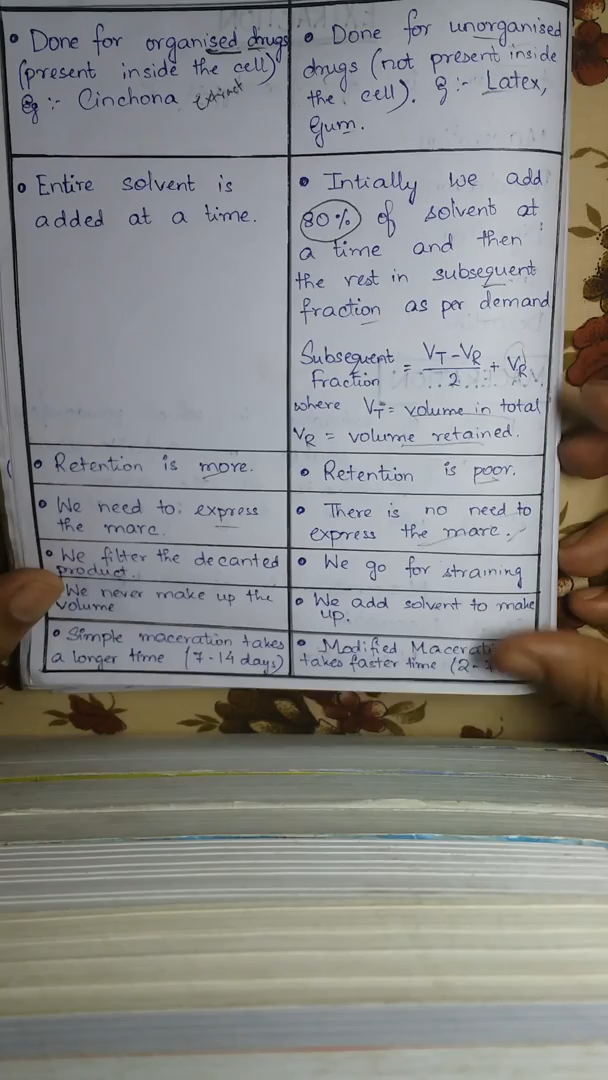 • Done for organised drugs
(present inside the cell)
Eg :- Cinchona extract
• Done for unorganised
drugs (not present inside
the cell). Eg :- Latex,
Gum.
• Entire solvent is
added at a time.
• Intially we add
80% of solvent at
a time and then
the rest in subsequent
fraction as per demand
Subsequent Fraction = VT - VR / 2 + VR
where VT = volume in total
VR = volume retained.
• Retention is more.
• Retention is poor.
• We need to express
the marc.
• There is no need to
express the marc.
• We filter the decanted
product.
• We go for straining
We never make up the
volume
• We add solvent to make
up.
• Simple maceration takes
a longer time (7-14 days)
• Modified
takes faster time (2-